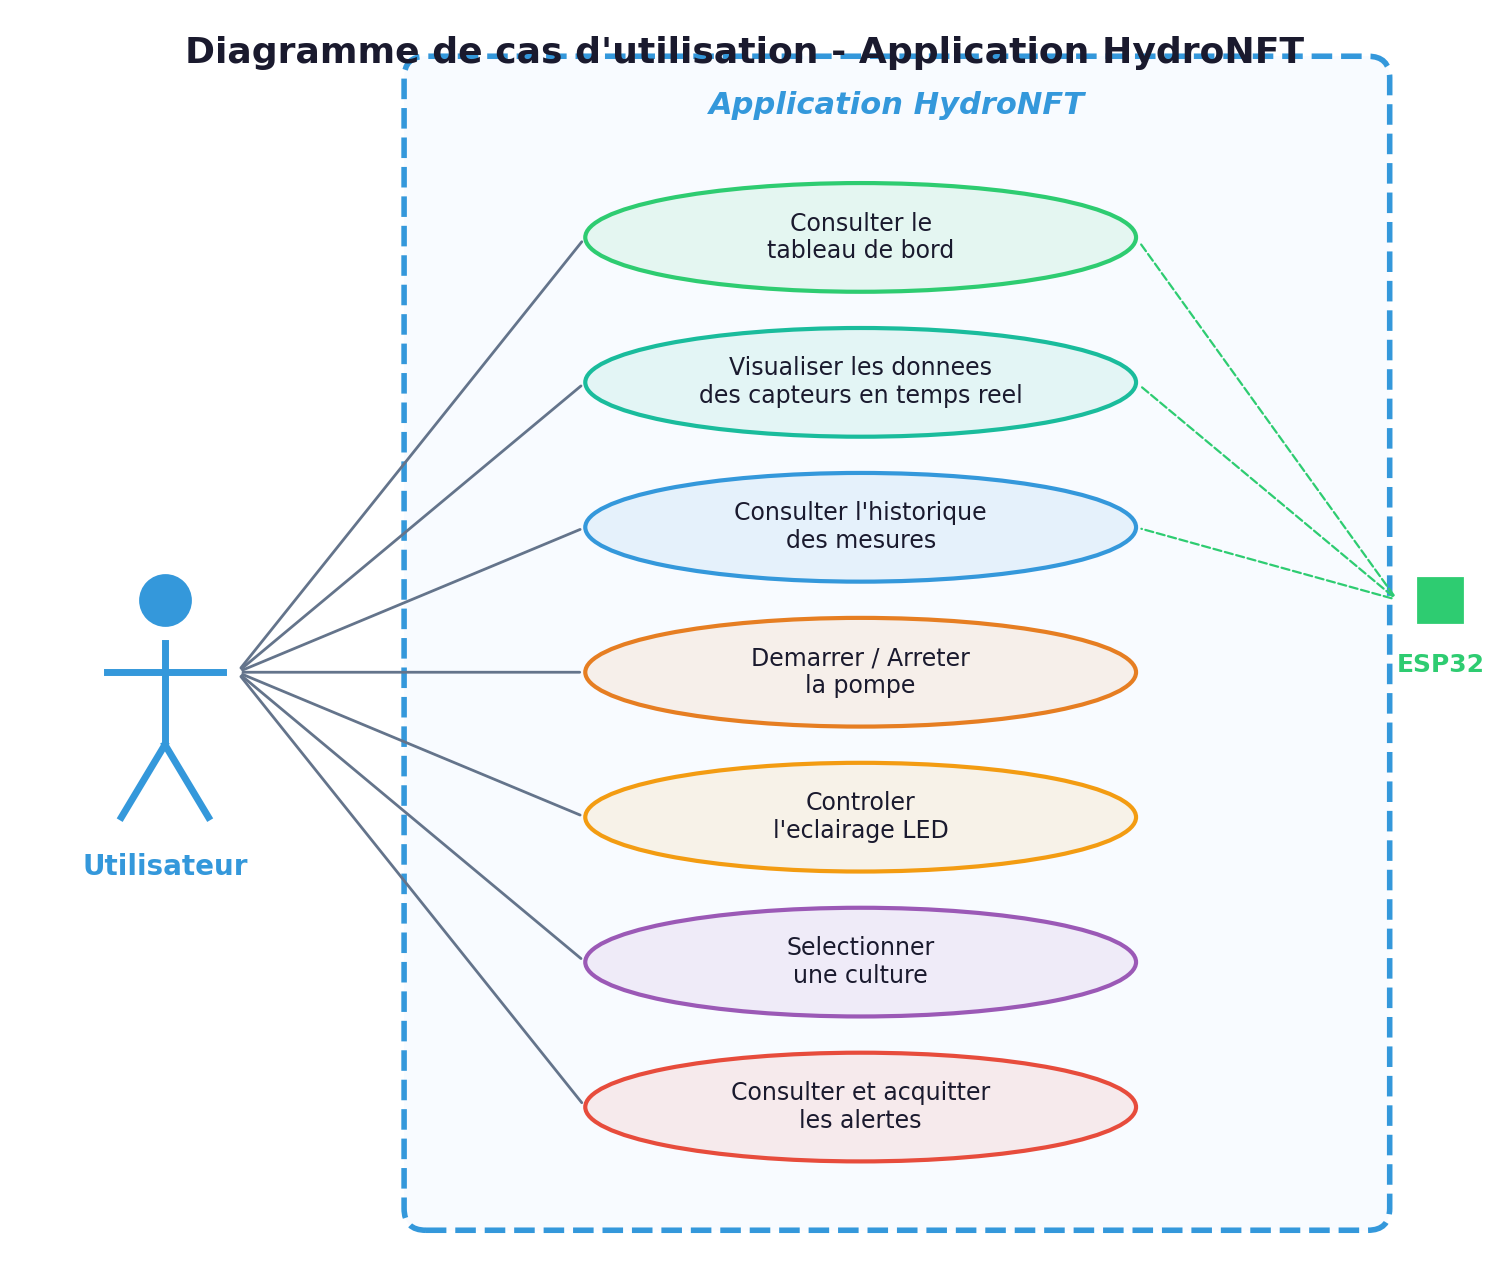 Diagramme de cas d'utilisation - Application HydroNFT
Application HydroNFT
Consulter le
tableau de bord
Visualiser les donnees
des capteurs en temps reel
Consulter l'historique
des mesures
Demarrer / Arreter
la pompe
Controler
l'eclairage LED
Selectionner
une culture
Consulter et acquitter
les alertes
Utilisateur
ESP32